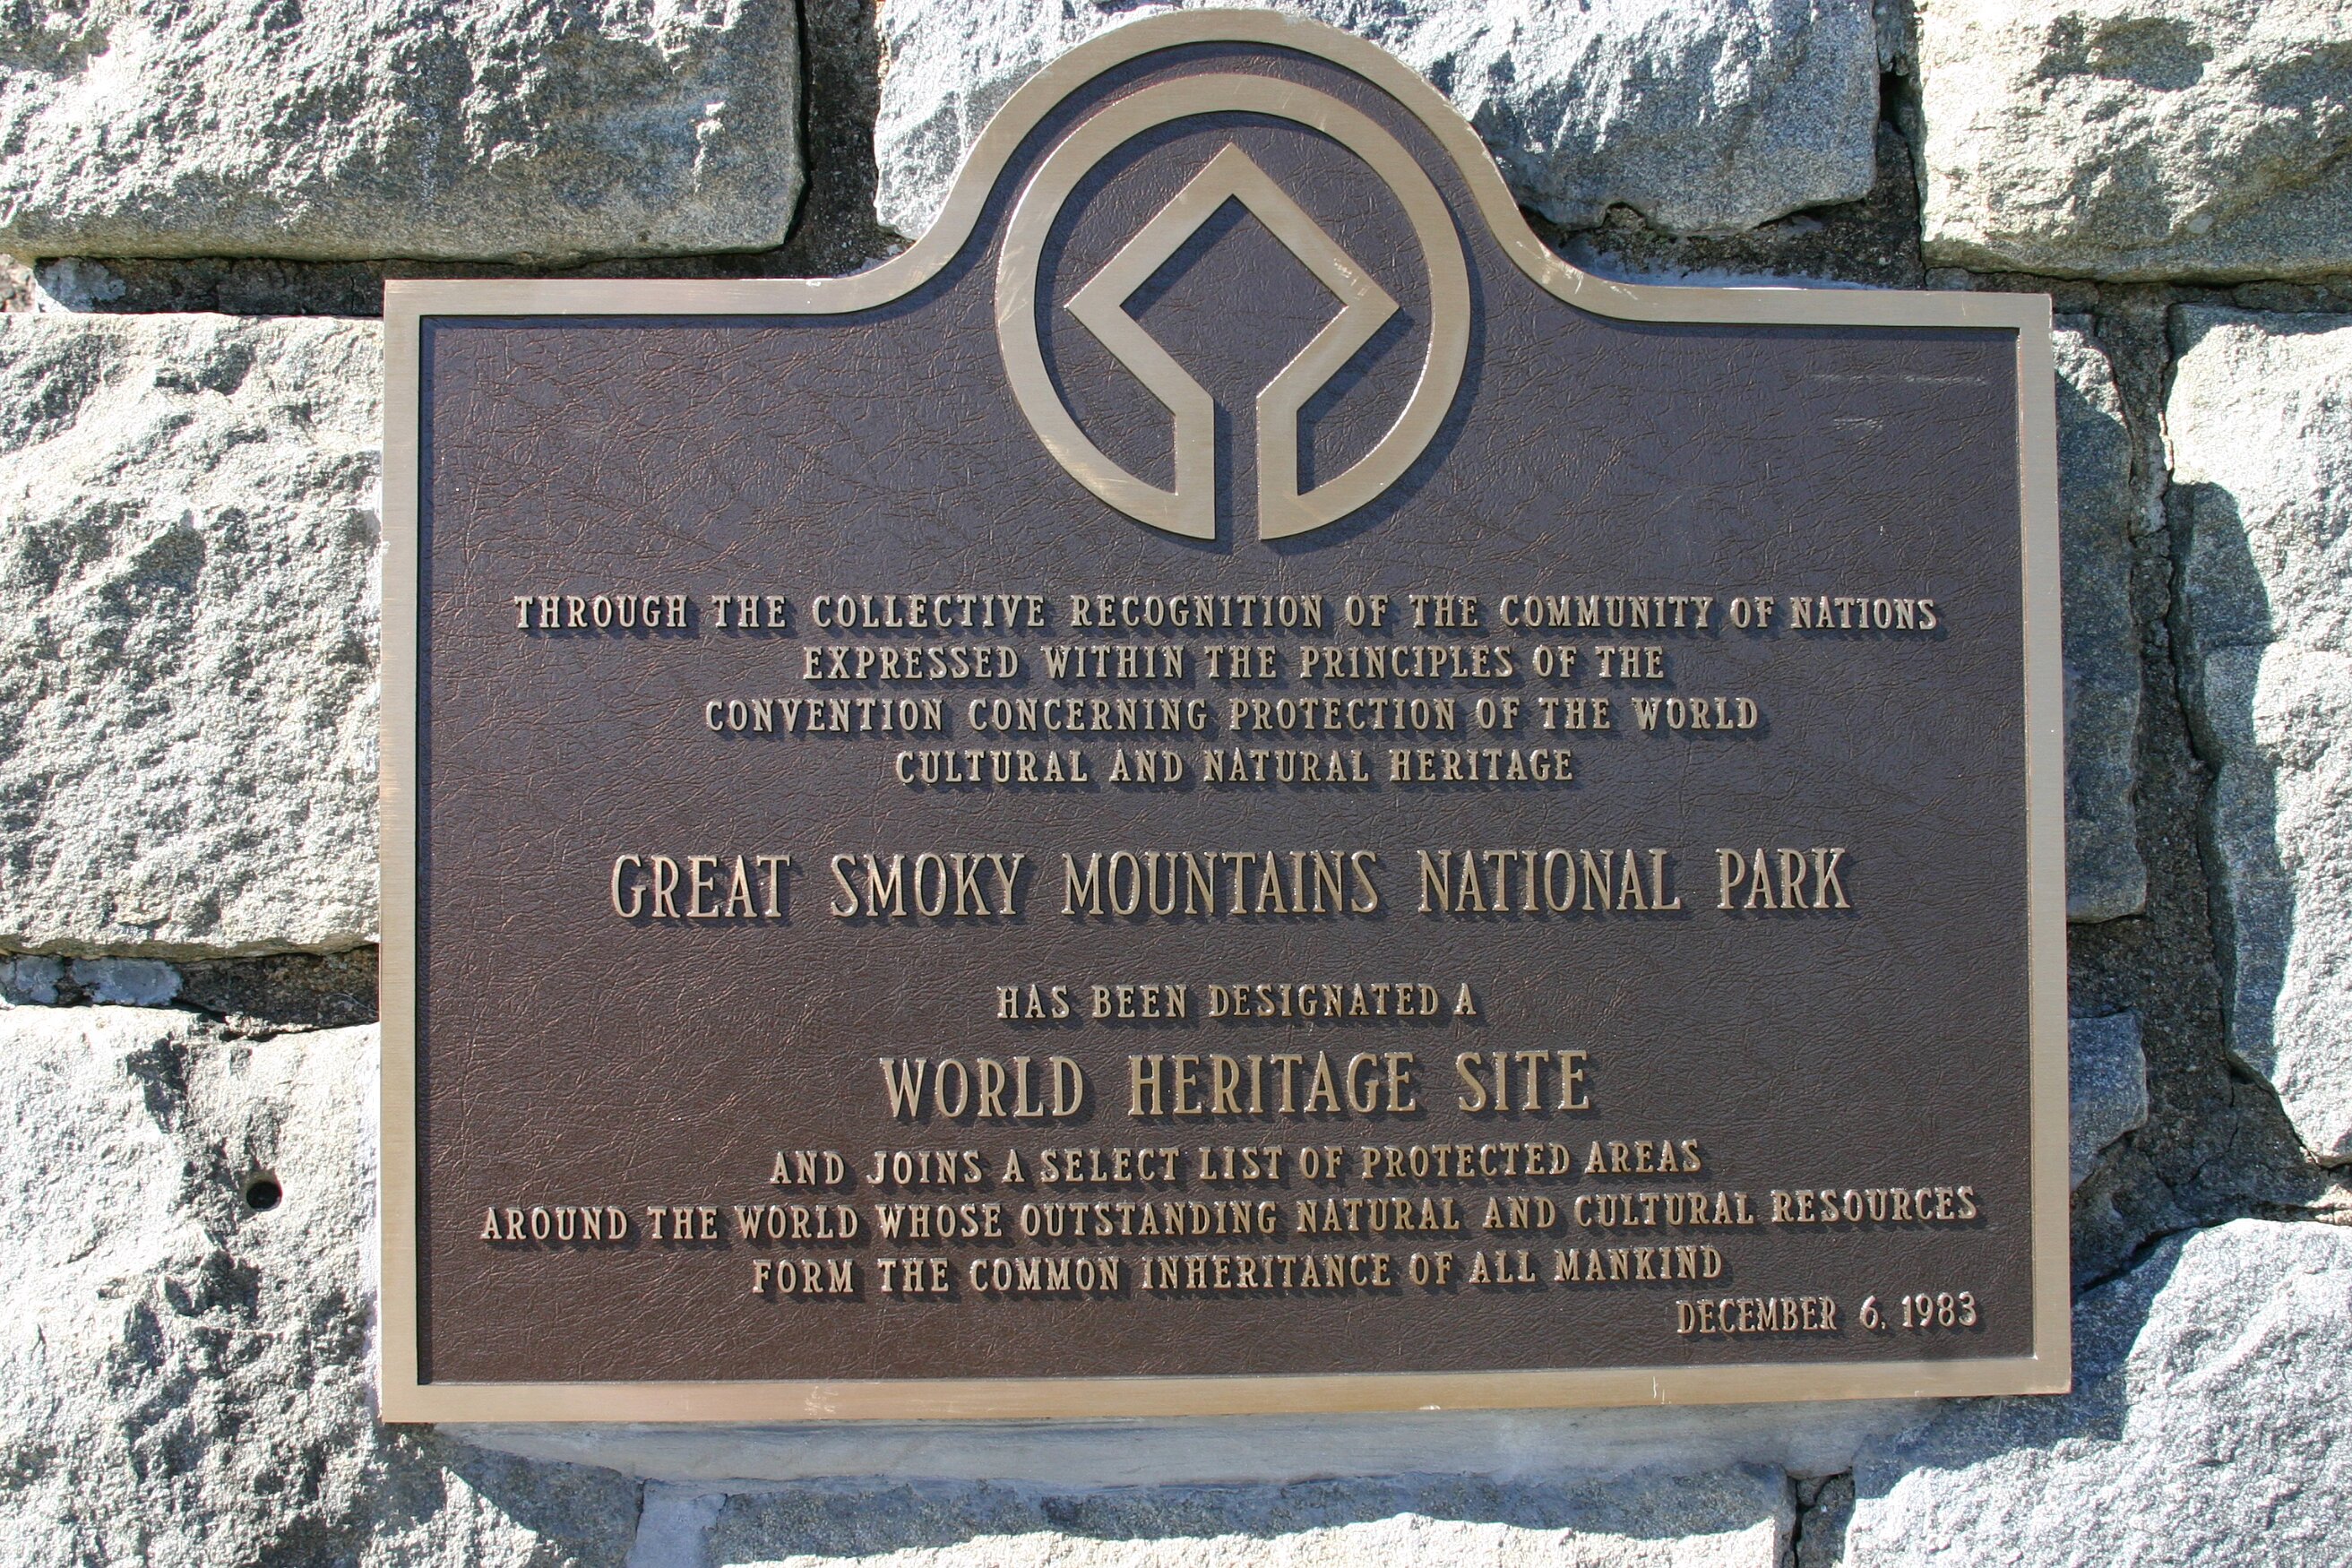 THROUGH THE COLLECTIVE RECOGNITION OF THE COMMUNITY OF NATIONS
EXPRESSED WITHIN THE PRINCIPLES OF THE
CONVENTION CONCERNING PROTECTION OF THE WORLD
CULTURAL AND NATURAL HERITAGE
GREAT SMOKY MOUNTAINS NATIONAL PARK
HAS BEEN DESIGNATED A
WORLD HERITAGE SITE
AND JOINS A SELECT LIST OF PROTECTED AREAS
AROUND THE WORLD WHOSE OUTSTANDING NATURAL AND CULTURAL RESOURCES
FORM THE COMMON INHERITANCE OF ALL MANKIND
DECEMBER 6, 1983